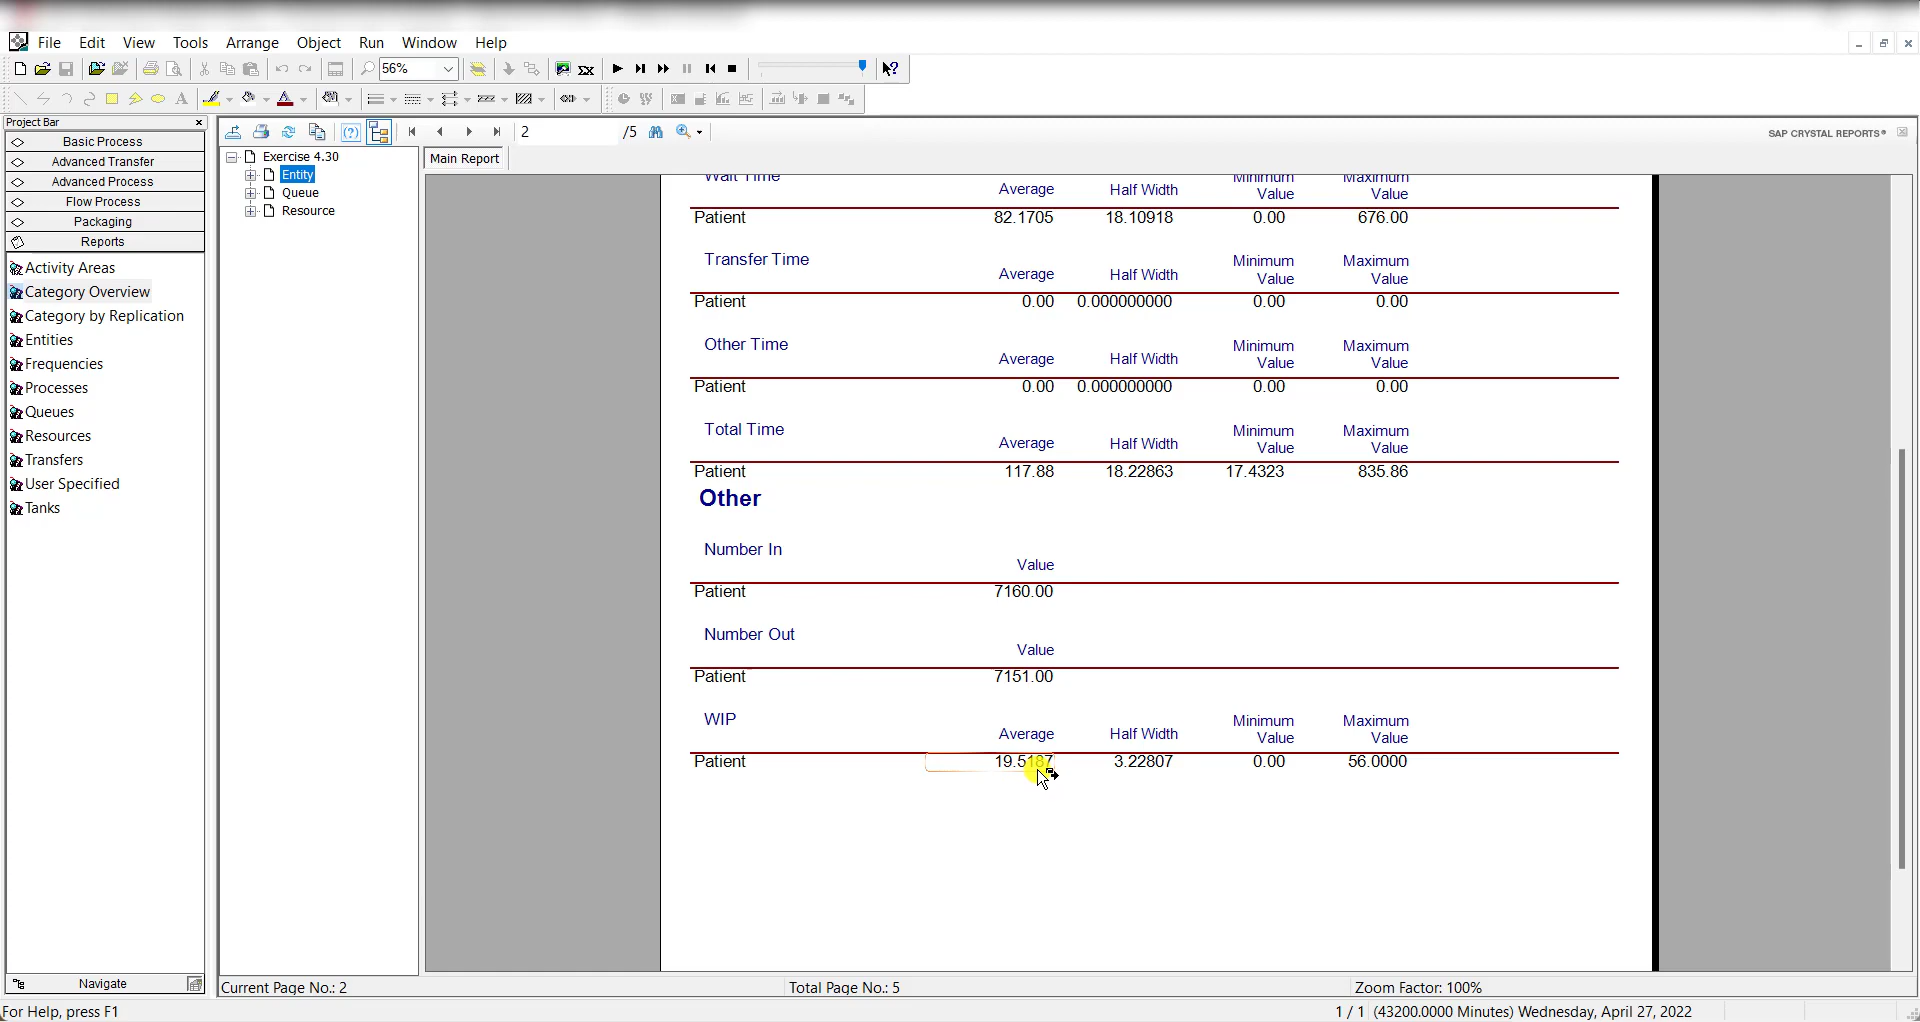 File Edit View Tools Arrange Object Run Window Help
56%
Project Bar
Basic Process
Advanced Transfer
Advanced Process
Flow Process
Packaging
Reports
Activity Areas
Category Overview
Category by Replication
Entities
Frequencies
Processes
Queues
Resources
Transfers
User Specified
Tanks
Navigate
2 /5
SAP CRYSTAL REPORTS®
Exercise 4.30
Entity
Queue
Resource
Main Report
Wait Time Average Half Width Minimum Value Maximum Value
Patient 82.1705 18.10918 0.00 676.00
Transfer Time Average Half Width Minimum Value Maximum Value
Patient 0.00 0.000000000 0.00 0.00
Other Time Average Half Width Minimum Value Maximum Value
Patient 0.00 0.000000000 0.00 0.00
Total Time Average Half Width Minimum Value Maximum Value
Patient 117.88 18.22863 17.4323 835.86
Other
Number In Value
Patient 7160.00
Number Out Value
Patient 7151.00
WIP Average Half Width Minimum Value Maximum Value
Patient 19.5187 3.22807 0.00 56.0000
Current Page No.: 2 Total Page No.: 5 Zoom Factor: 100%
For Help, press F1 1 / 1 (43200.0000 Minutes) Wednesday, April 27, 2022